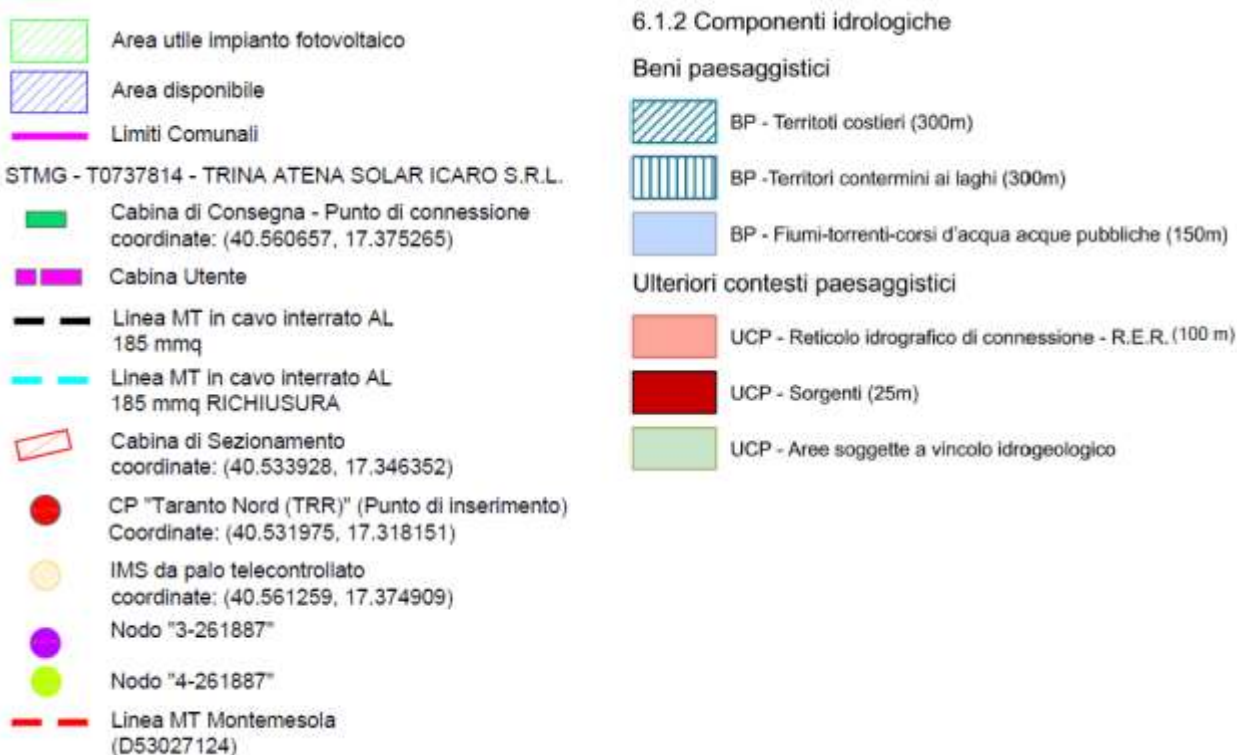 Area utile impianto fotovoltaico
Area disponibile
Limiti Comunali
STMG - T0737814 - TRINA ATENA SOLAR ICARO S.R.L.
Cabina di Consegna - Punto di connessione
coordinate: (40.560657, 17.375265)
Cabina Utente
Linea MT in cavo interrato AL
185 mmq
Linea MT in cavo interrato AL
185 mmq RICHIUSURA
Cabina di Sezionamento
coordinate: (40.533928, 17.346352)
CP "Taranto Nord (TRR)" (Punto di inserimento)
Coordinate: (40.531975, 17.318151)
IMS da palo telecontrollato
coordinate: (40.561259, 17.374909)
Nodo "3-261887"
Nodo "4-261887"
Linea MT Montemesola
(D53027124)
6.1.2 Componenti idrologiche
Beni paesaggistici
BP - Territoti costieri (300m)
BP -Territori contermini ai laghi (300m)
BP - Fiumi-torrenti-corsi d'acqua acque pubbliche (150m)
Ulteriori contesti paesaggistici
UCP - Reticolo idrografico di connessione - R.E.R. (100 m)
UCP - Sorgenti (25m)
UCP - Aree soggette a vincolo idrogeologico